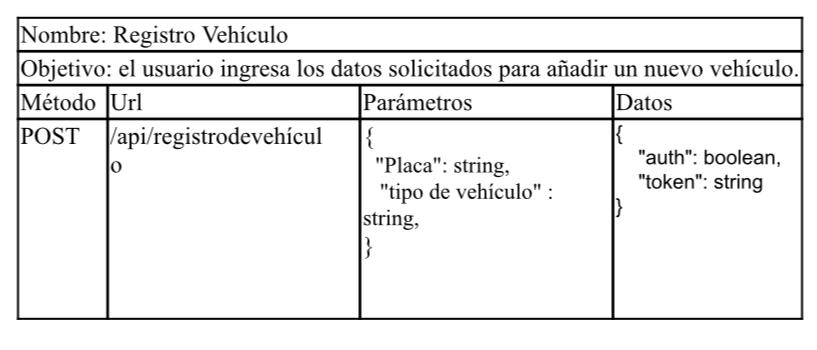 Nombre: Registro Vehículo
Objetivo: el usuario ingresa los datos solicitados para añadir un nuevo vehículo.
Método Url Parámetros Datos
POST
/api/registrodevehícul
o
{
"Placa": string,
"tipo de vehículo" :
string,
}
{
"auth": boolean,
"token": string
}